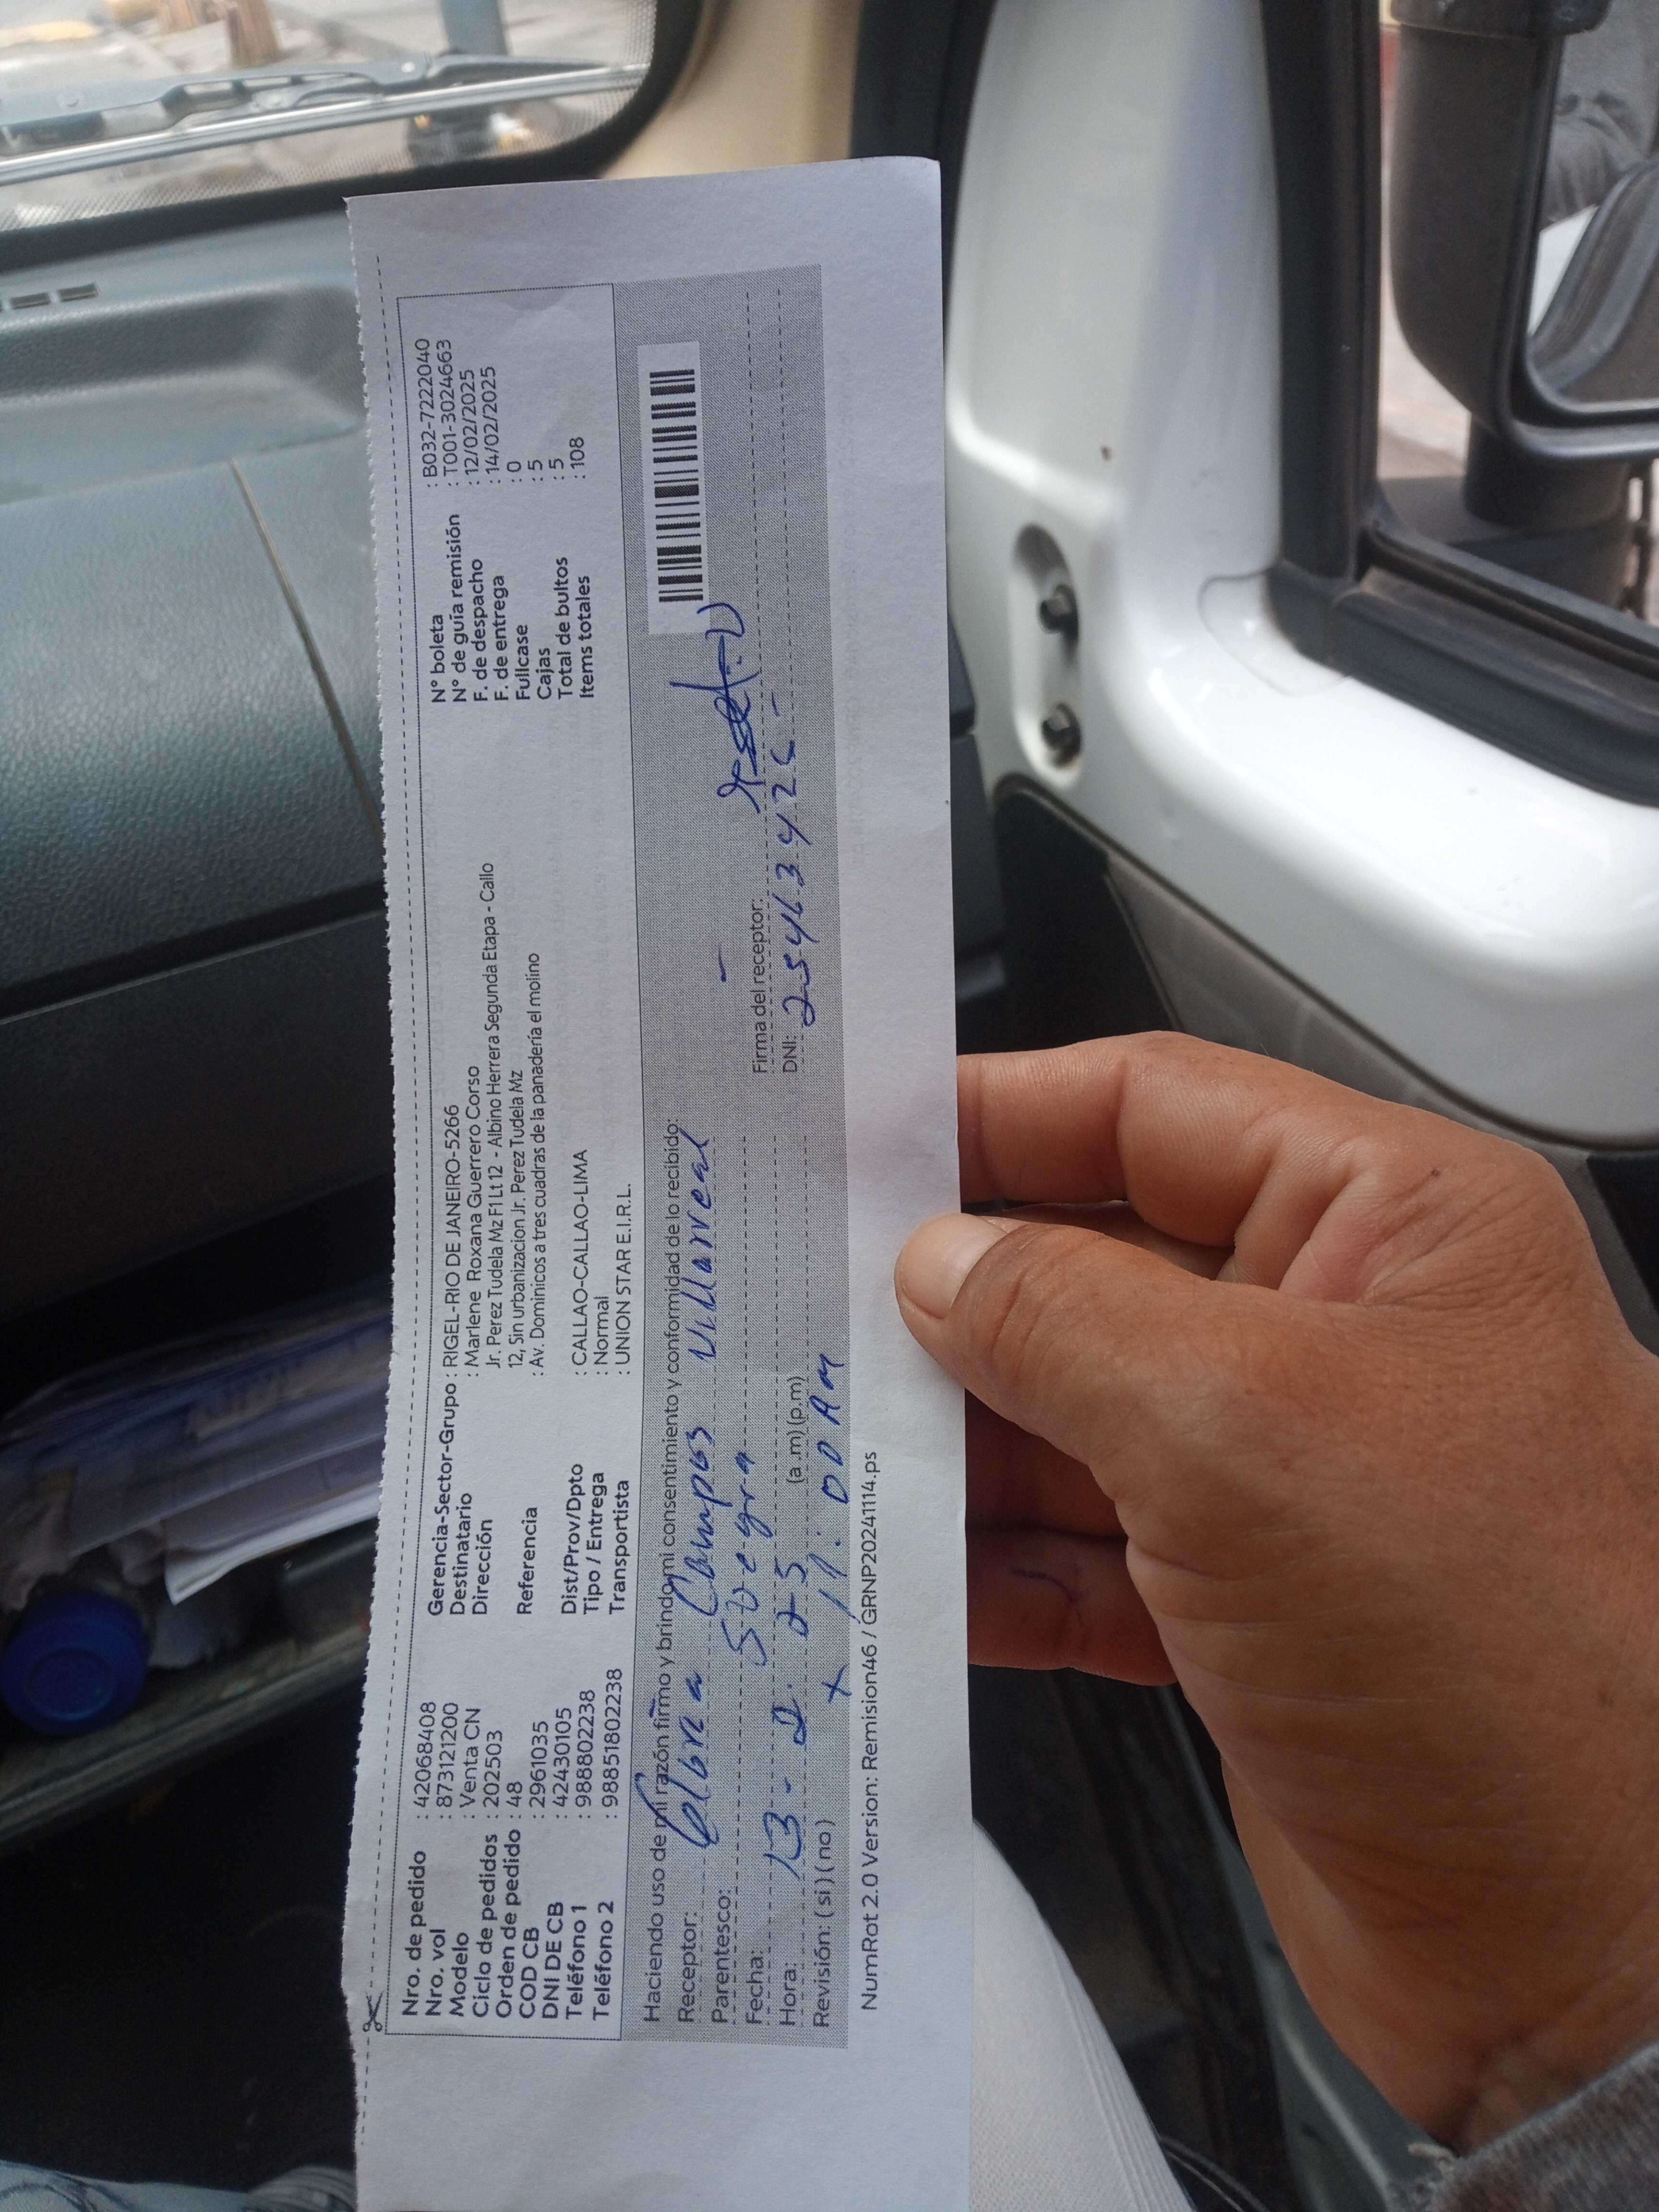 Nro. de pedido : 42068408
Nro. vol : 873121200
Modelo : Venta CN
Ciclo de pedidos : 202503
Orden de pedido : 48
COD CB : 2961035
DNI DE CB : 42430105
Teléfono 1 : 988802238
Teléfono 2 : 98851802238
Gerencia-Sector-Grupo : RIGEL-RIO DE JANEIRO-5266
Destinatario : Marlene Roxana Guerrero Corso
Dirección Jr. Perez Tudela Mz F1 Lt 12 - Albino Herrera Segunda Etapa - Callo
12, Sin urbanizacion Jr. Perez Tudela Mz
Referencia : Av. Dominicos a tres cuadras de la panadería el molino
Dist/Prov/Dpto : CALLAO-CALLAO-LIMA
Tipo / Entrega : Normal
Transportista : UNION STAR E.I.R.L.
N° boleta : B032-7222040
N° de guía remisión : T001-3024663
F. de despacho : 12/02/2025
F. de entrega : 14/02/2025
Fullcase : 0
Cajas : 5
Total de bultos : 5
Items totales : 108
Haciendo uso de mi razón firmo y brindo mi consentimiento y conformidad de lo recibido:
Receptor: Campos Villarreal
Parentesco: Suegra
Fecha: 13 - 2. 25
Hora: (a.m) (p.m)
11:00 AM
Revisión: ( si ) ( no )
Firma del receptor:
DNI:
NumRot 2.0 Version: Remision46 / GRNP20241114.ps